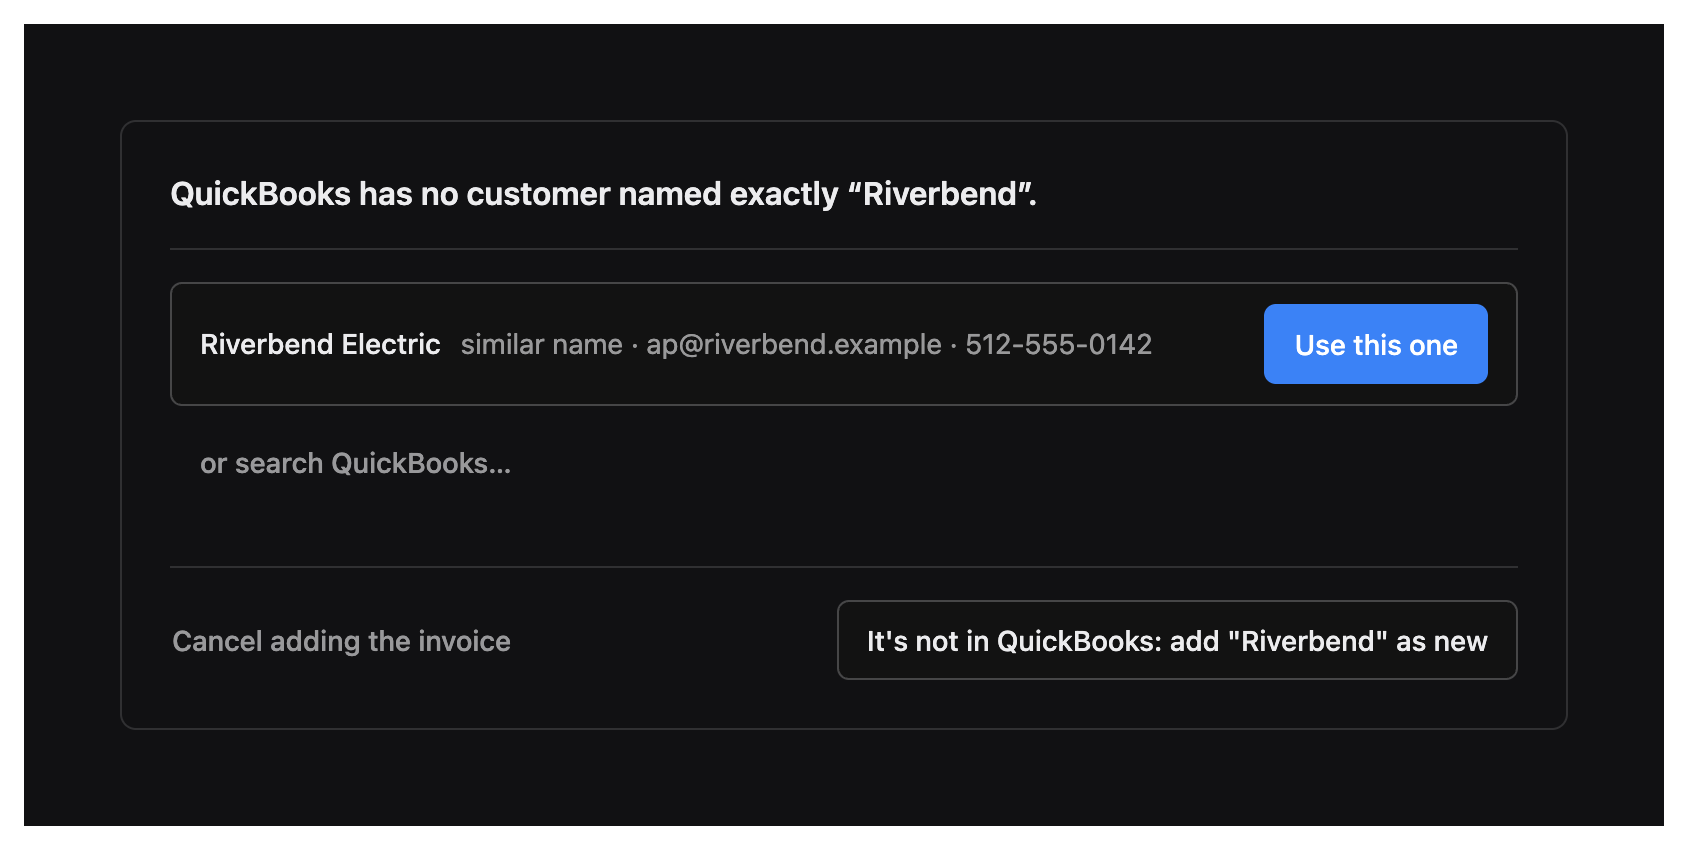 QuickBooks has no customer named exactly “Riverbend”.
Riverbend Electric similar name · ap@riverbend.example · 512-555-0142 Use this one
or search QuickBooks...
Cancel adding the invoice It's not in QuickBooks: add "Riverbend" as new